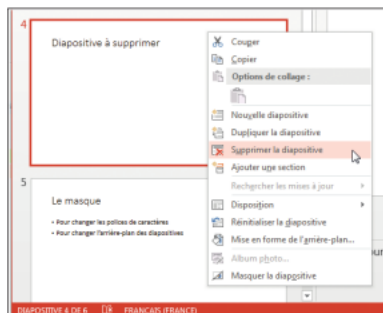 4
Diapositive à supprimer
Couper
Copier
Options de collage :
Nouvelle diapositive
Dupliquer la diapositive
Supprimer la diapositive
Ajouter une section
Rechercher les mises à jour
Disposition
Réinitialiser la diapositive
Mise en forme de l'arrière-plan...
Album photo...
Masquer la diapositive
5
Le masque
• Pour changer les polices de caractères
• Pour changer l'arrière-plan des diapositives
DIAPOSITIVE 4 DE 6
FRANÇAIS (FRANCE)